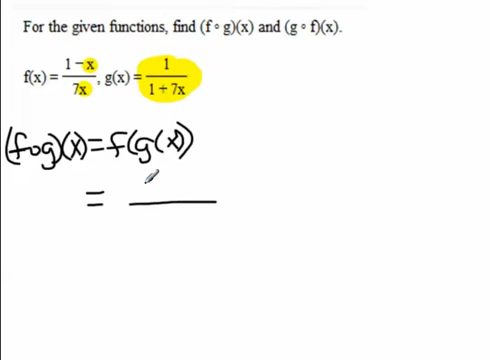 For the given functions, find (f ∘ g)(x) and (g ∘ f)(x).
f(x) = (1 − x)/(7x), g(x) = 1/(1 + 7x)
(f∘g)(x) = f(g(x))
=